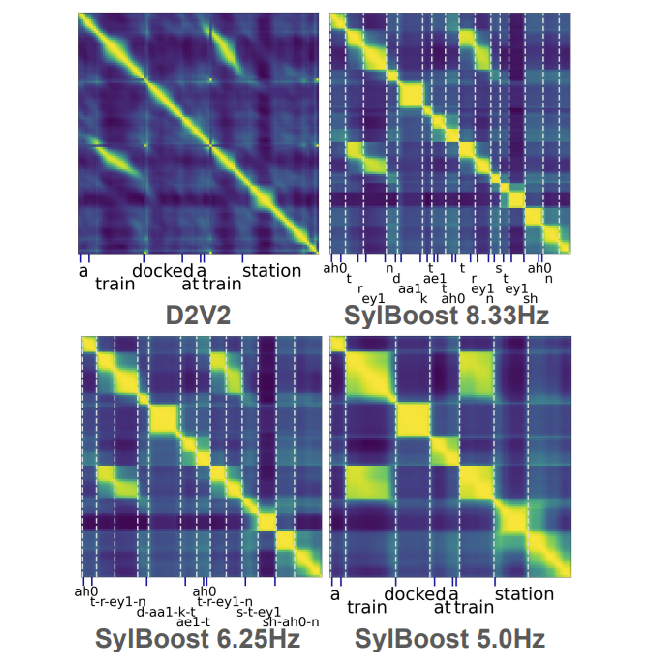 a docked a station
train at train
D2V2
ah0 n t t s ah0
t d ae1 r t n
r aa1 t ey1 ey1
ey1 k ah0 n sh
SylBoost 8.33Hz
ah0 ah0
t-r-ey1-n t-r-ey1-n
d-aa1-k-t s-t-ey1
ae1-t sh-ah0-n
SylBoost 6.25Hz
a docked a station
train at train
SylBoost 5.0Hz